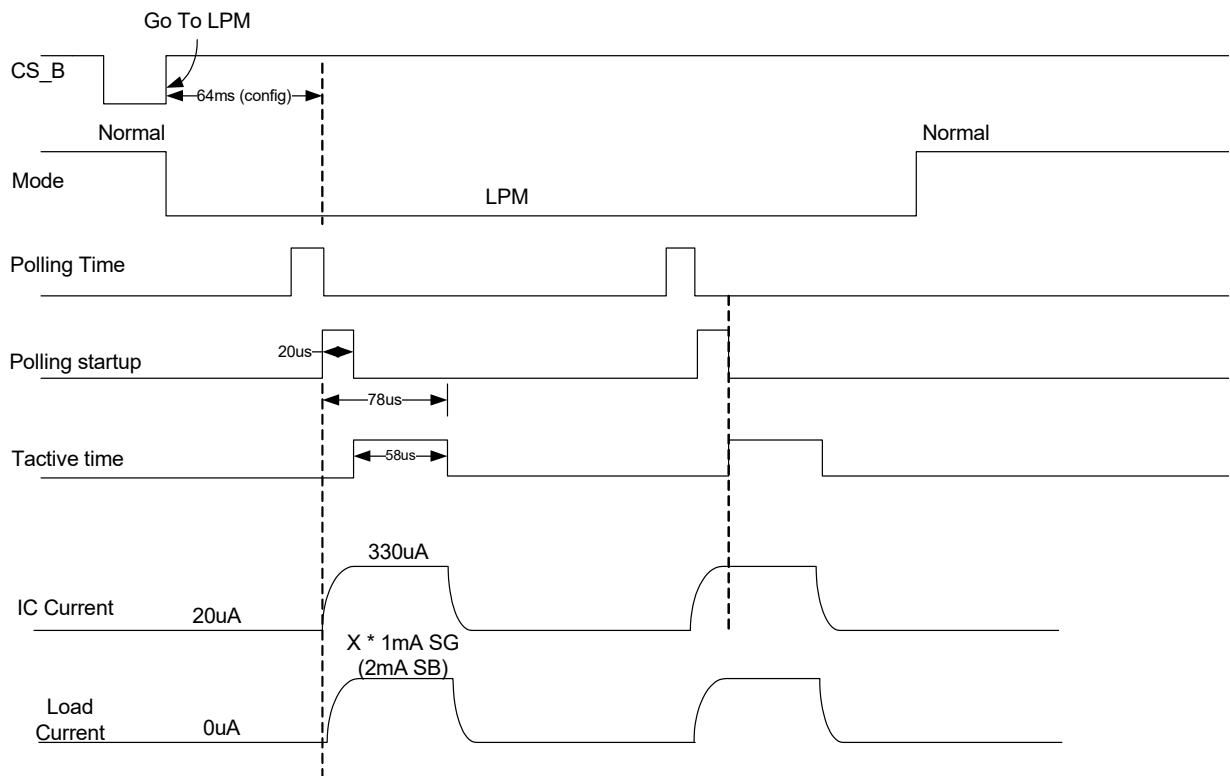 Go To LPM
CS_B
64ms (config)
Normal
Normal
Mode
LPM
Polling Time
20us
Polling startup
78us
Tactive time
58us
330uA
IC Current
20uA
X * 1mA SG
(2mA SB)
Load
Current
0uA